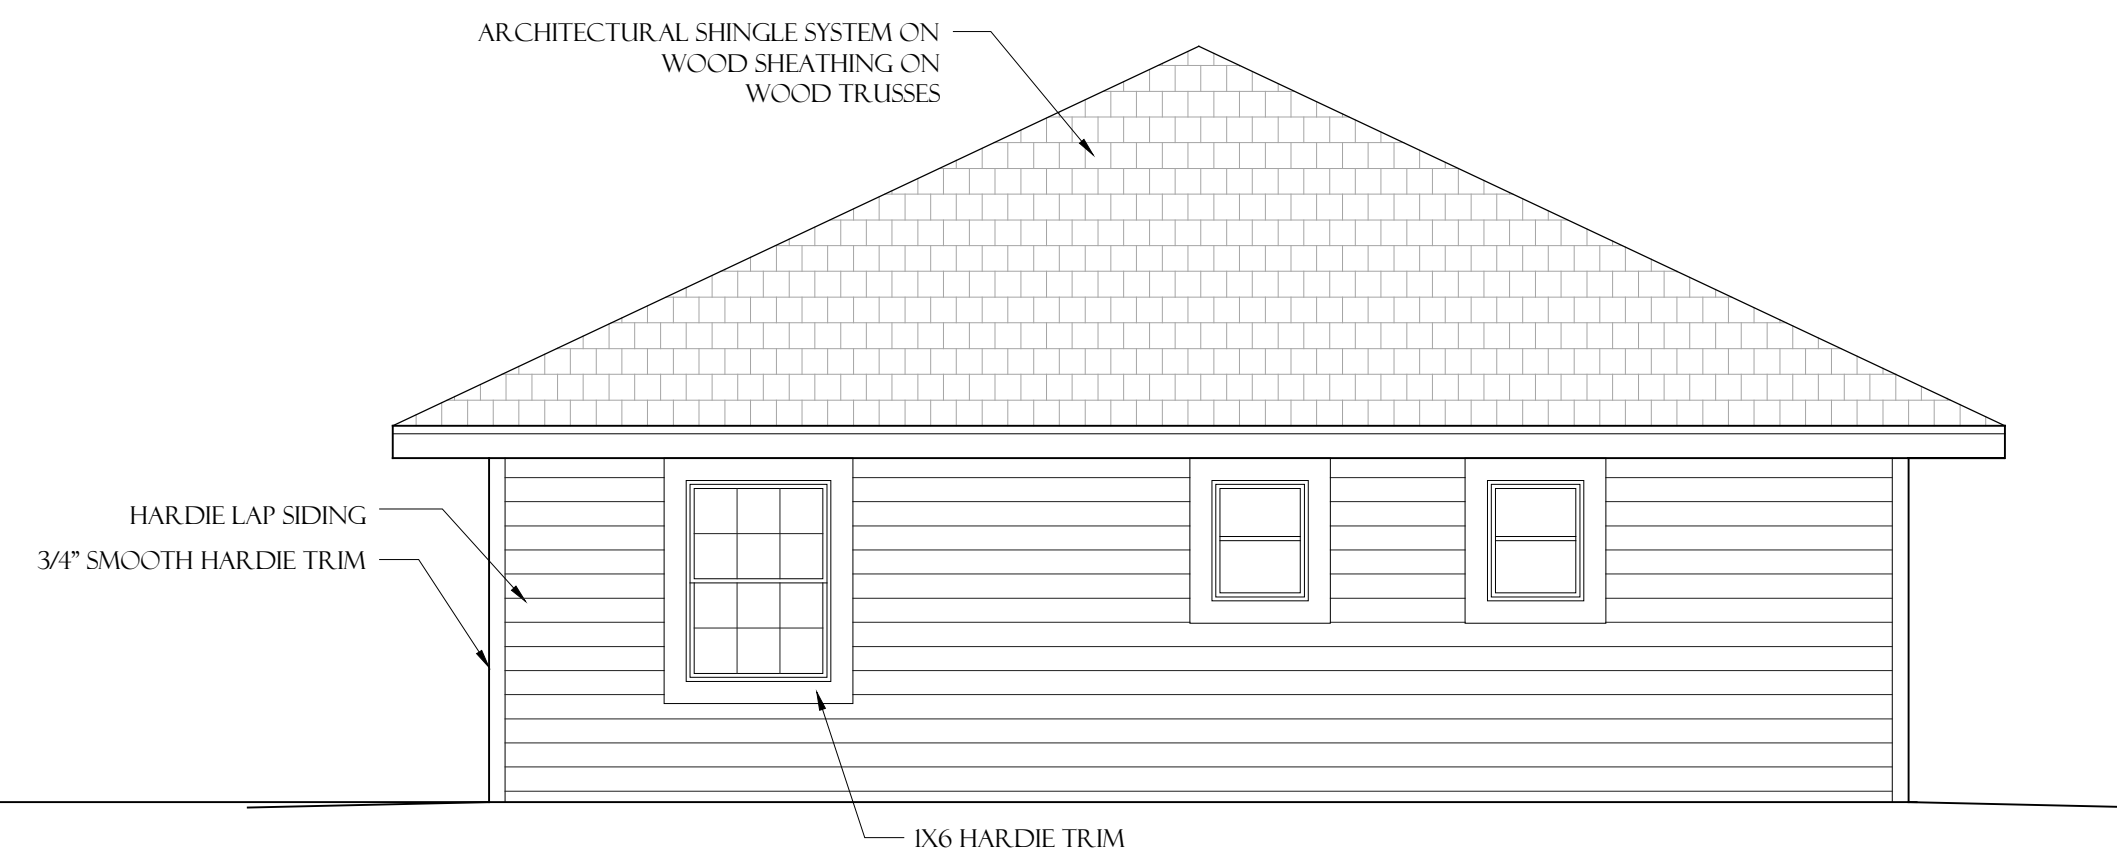 ARCHITECTURAL SHINGLE SYSTEM ON
WOOD SHEATHING ON
WOOD TRUSSES
HARDIE LAP SIDING
3/4” SMOOTH HARDIE TRIM
1X6 HARDIE TRIM